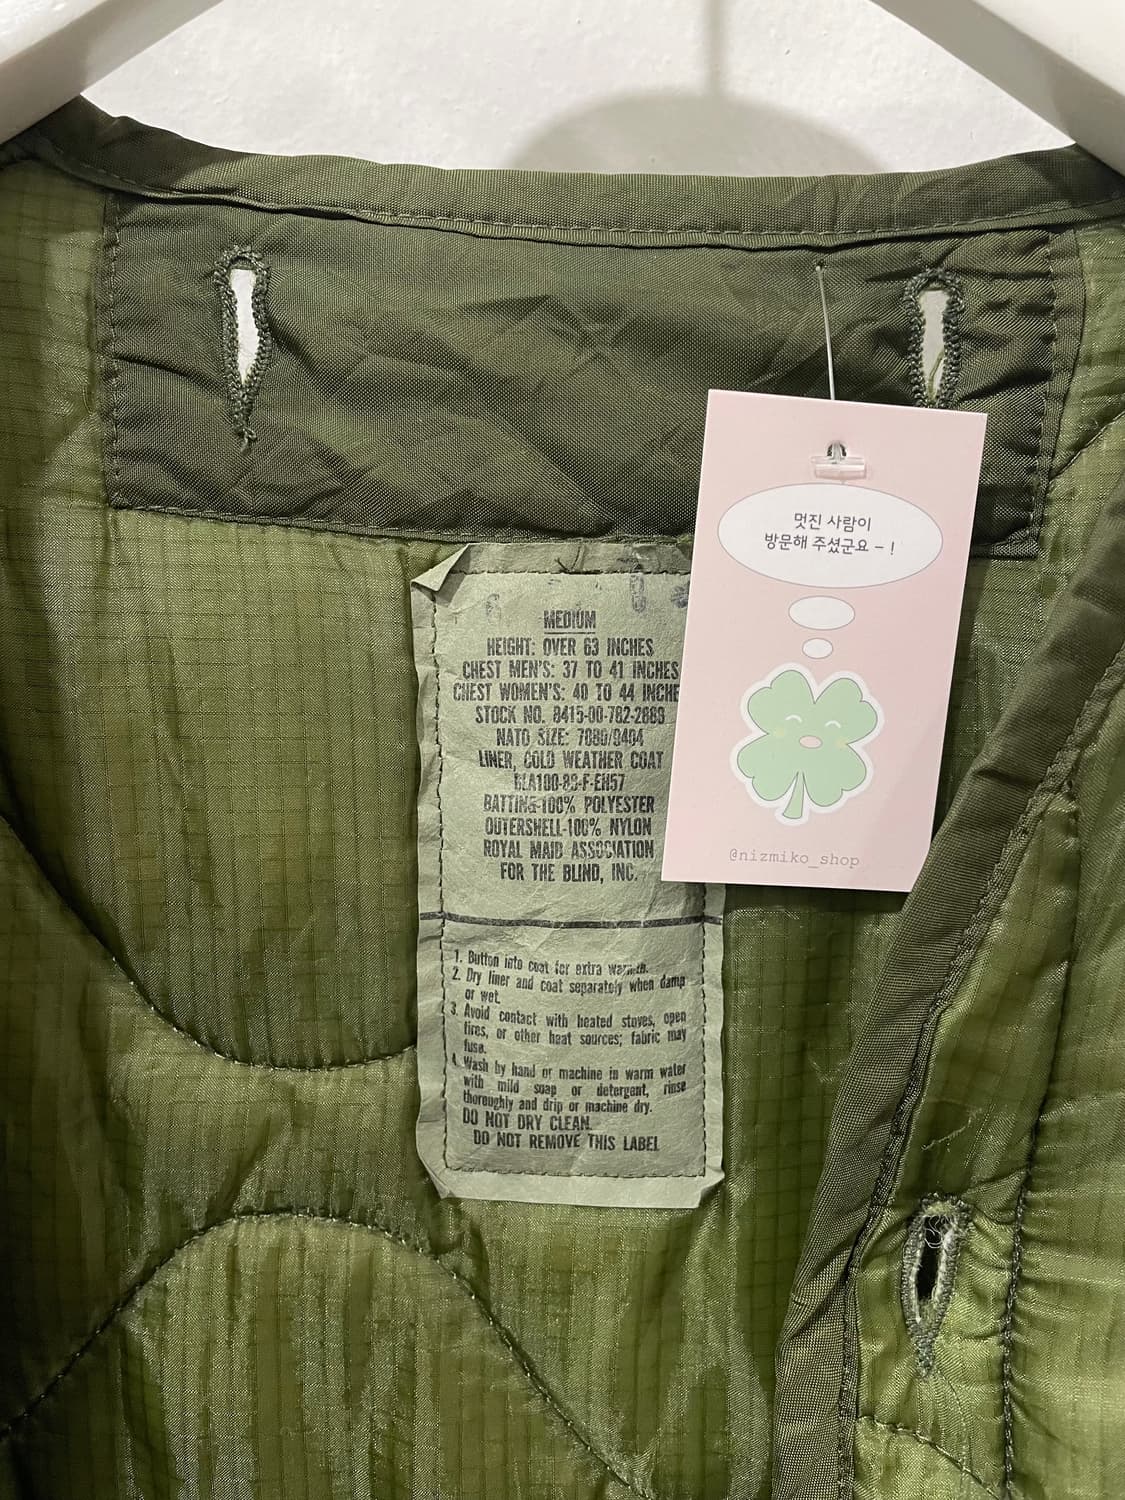 MEDIUM
HEIGHT: OVER 63 INCHES
CHEST MEN'S: 37 TO 41 INCHES
CHEST WOMEN'S: 40 TO 44 INCHE
STOCK NO. 8415-00-782-2889
NATO SIZE: 7080/9404
LINER, COLD WEATHER COAT
DLA100-89-F-EH57
BATTING-100% POLYESTER
OUTERSHELL-100% NYLON
ROYAL MAID ASSOCIATION
FOR THE BLIND, INC.
1. Button into coat for extra warmth.
2. Dry liner and coat separately when damp
or wet.
3. Avoid contact with heated stoves, open
fires, or other heat sources; fabric may
fuse.
4. Wash by hand or machine in warm water
with mild soap or detergent, rinse
thoroughly and drip or machine dry.
DO NOT DRY CLEAN.
DO NOT REMOVE THIS LABEL
멋진 사람이
방문해 주셨군요 – !
@nizmiko_shop